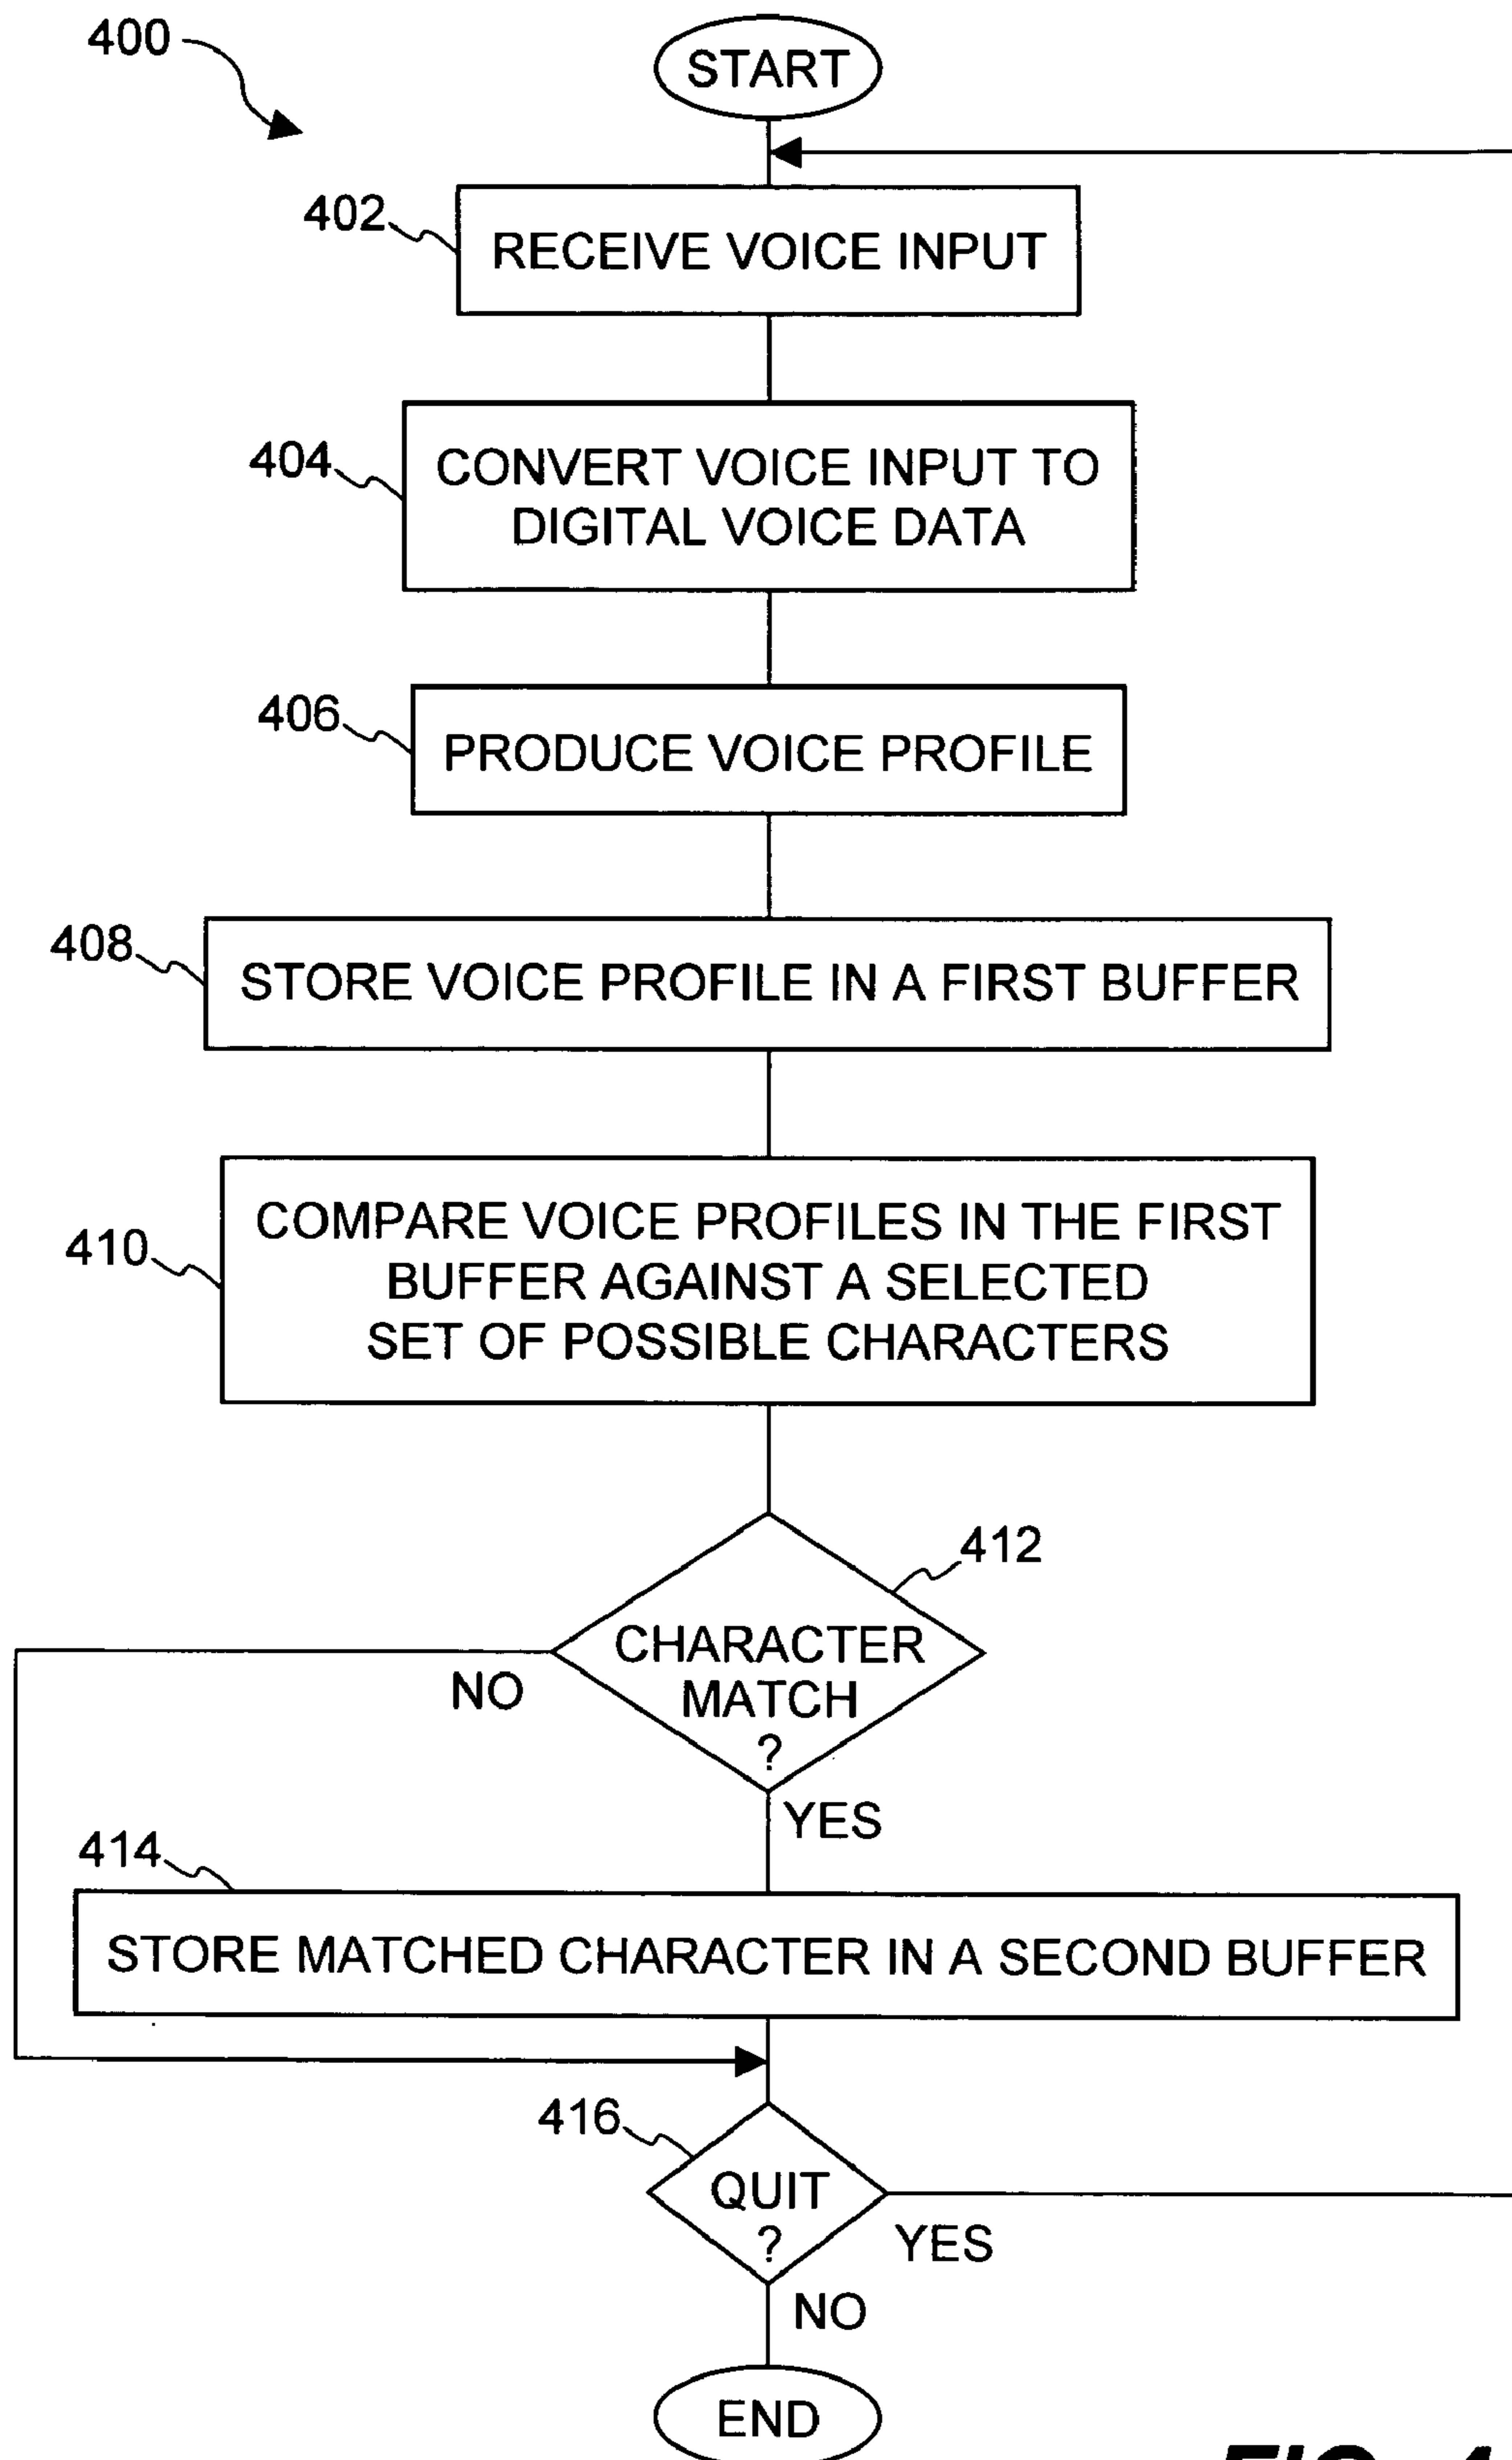 400
START
402
RECEIVE VOICE INPUT
404
CONVERT VOICE INPUT TO
DIGITAL VOICE DATA
406
PRODUCE VOICE PROFILE
408
STORE VOICE PROFILE IN A FIRST BUFFER
410
COMPARE VOICE PROFILES IN THE FIRST
BUFFER AGAINST A SELECTED
SET OF POSSIBLE CHARACTERS
412
CHARACTER
MATCH
?
NO
YES
414
STORE MATCHED CHARACTER IN A SECOND BUFFER
416
QUIT
?
YES
NO
END
FIG. 4